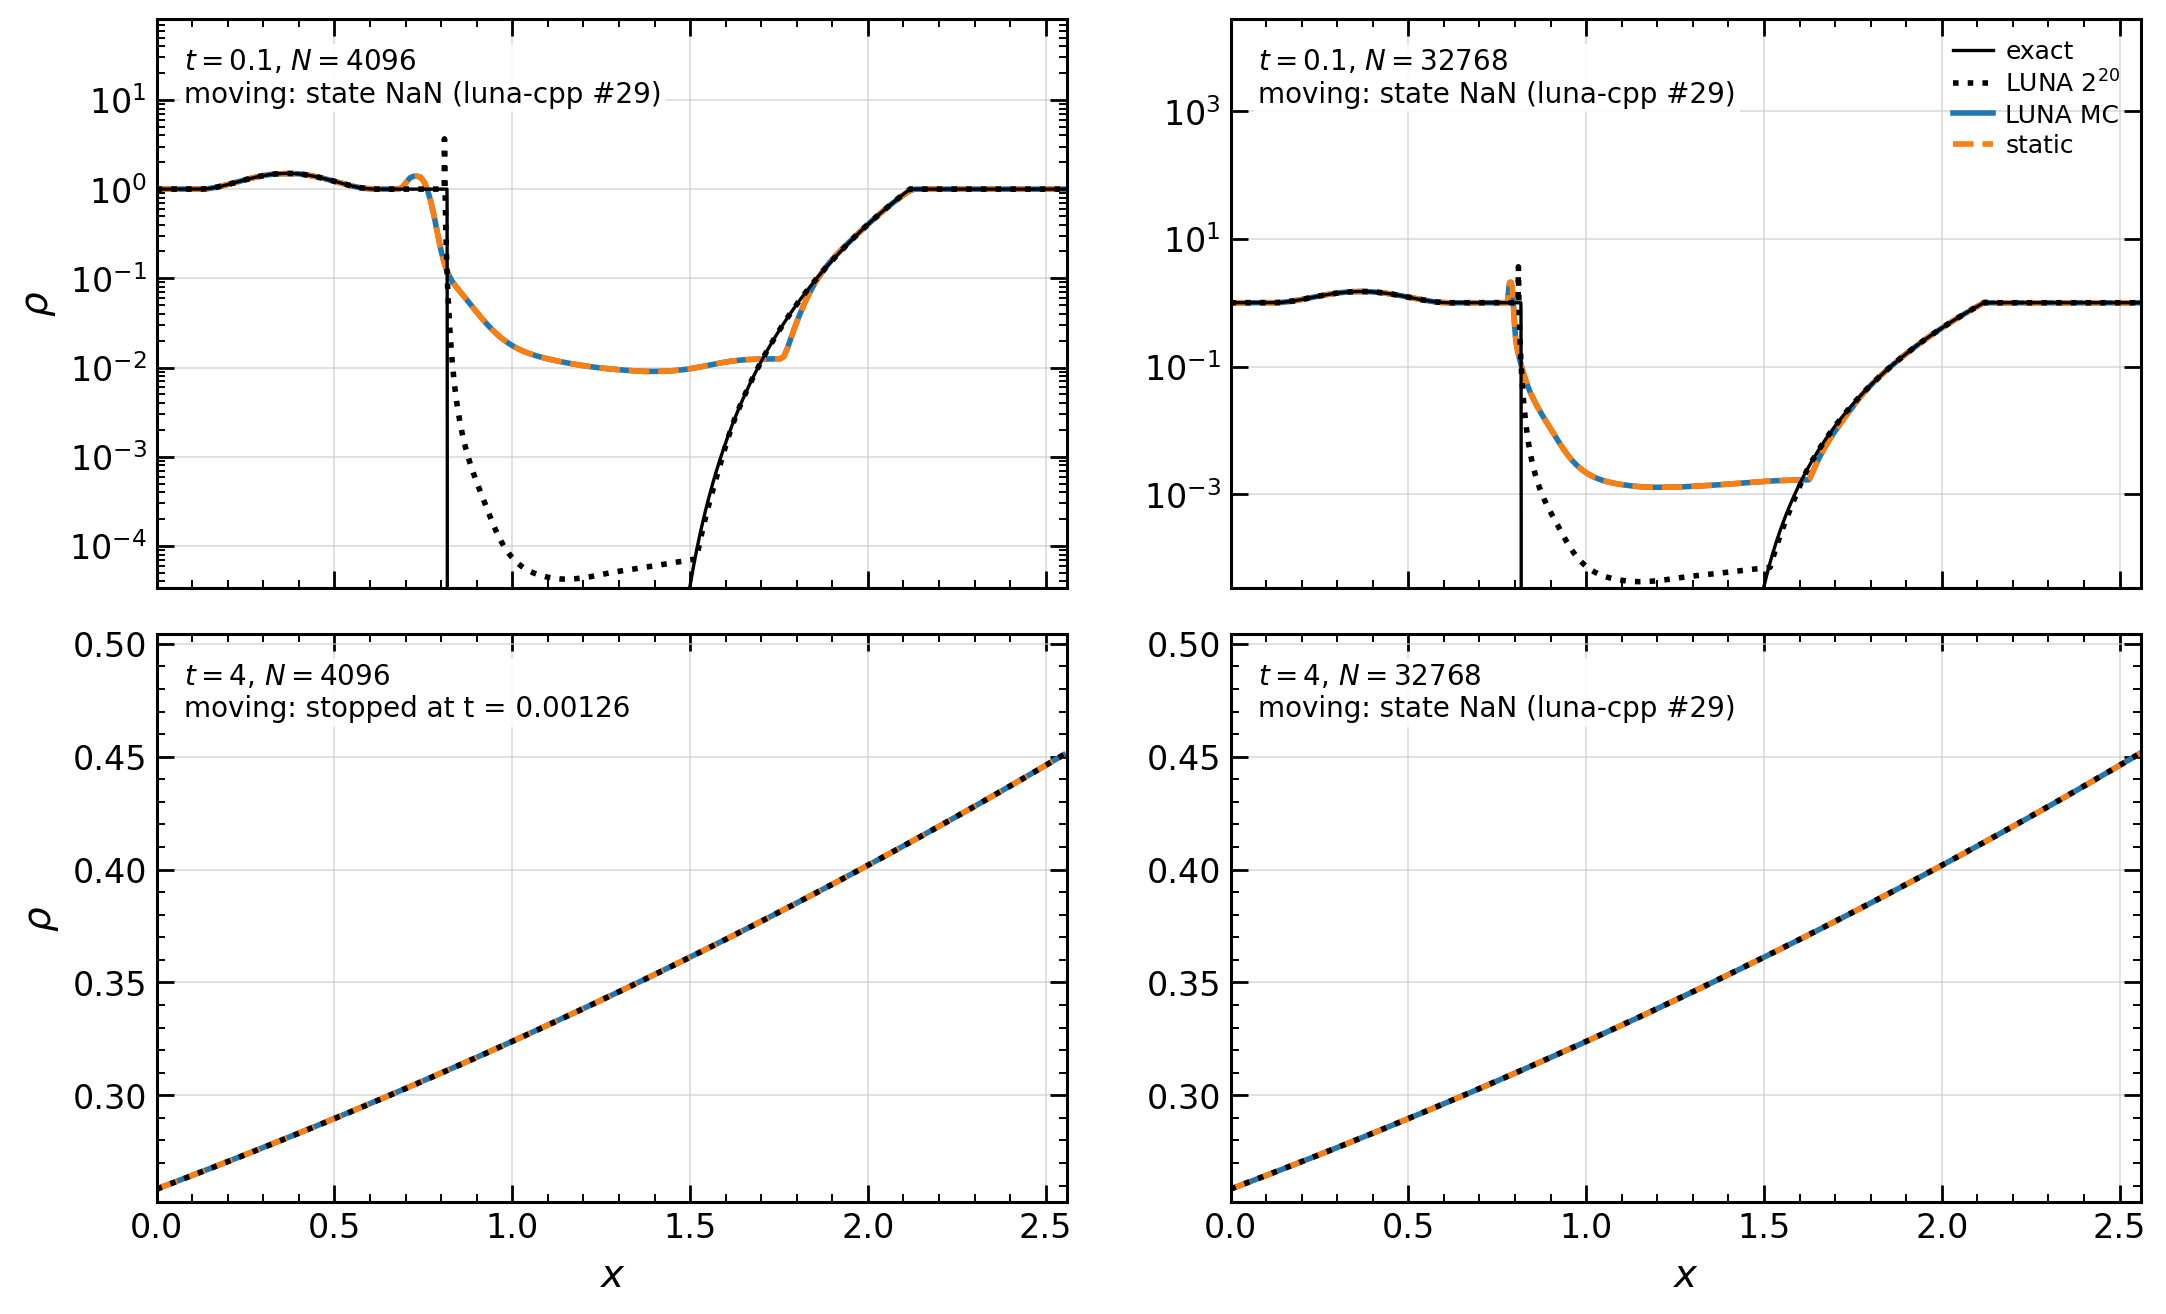 t = 0.1, N = 4096
moving: state NaN (luna-cpp #29)
10¹
10⁰
10⁻¹
10⁻²
10⁻³
10⁻⁴
ρ
t = 0.1, N = 32768
moving: state NaN (luna-cpp #29)
exact
LUNA 2²⁰
LUNA MC
static
10³
10¹
10⁻¹
10⁻³
t = 4, N = 4096
moving: stopped at t = 0.00126
0.50
0.45
0.40
0.35
0.30
ρ
0.0 0.5 1.0 1.5 2.0 2.5
x
t = 4, N = 32768
moving: state NaN (luna-cpp #29)
0.50
0.45
0.40
0.35
0.30
0.0 0.5 1.0 1.5 2.0 2.5
x